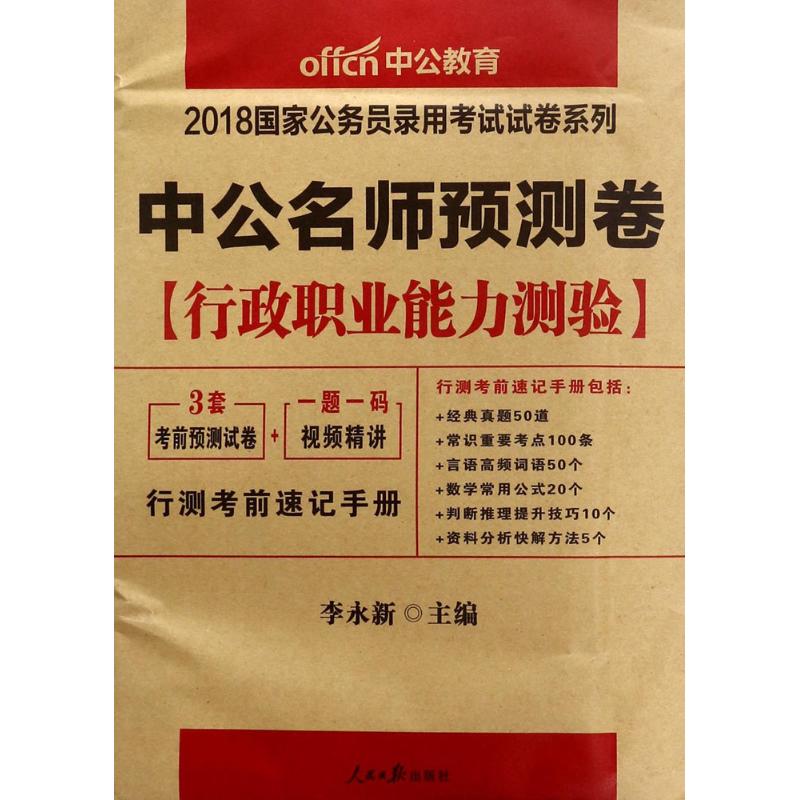 offcn中公教育
2018国家公务员录用考试试卷系列
中公名师预测卷
【行政职业能力测验】
3套
考前预测试卷
+
一题一码
视频精讲
行测考前速记手册
行测考前速记手册包括：
+经典真题50道
+常识重要考点100条
+言语高频词语50个
+数学常用公式20个
+判断推理提升技巧10个
+资料分析快解方法5个
李永新◎主编
人民日报出版社